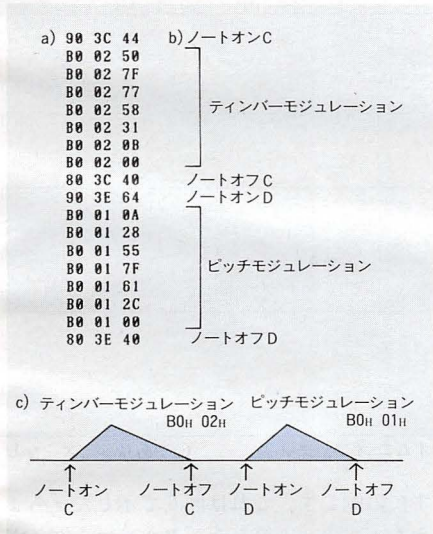 a) 90 3C 44 b)ノートオンC
B0 02 50
B0 02 7F
B0 02 77
B0 02 58 ティンバーモジュレーション
B0 02 31
B0 02 0B
B0 02 00
80 3C 40 ノートオフC
90 3E 64 ノートオンD
B0 01 0A
B0 01 28
B0 01 55
B0 01 7F ピッチモジュレーション
B0 01 61
B0 01 2C
B0 01 00
80 3E 40 ノートオフD
c) ティンバーモジュレーション ピッチモジュレーション
B0H 02H B0H 01H
ノートオン ノートオフ ノートオン ノートオフ
C C D D